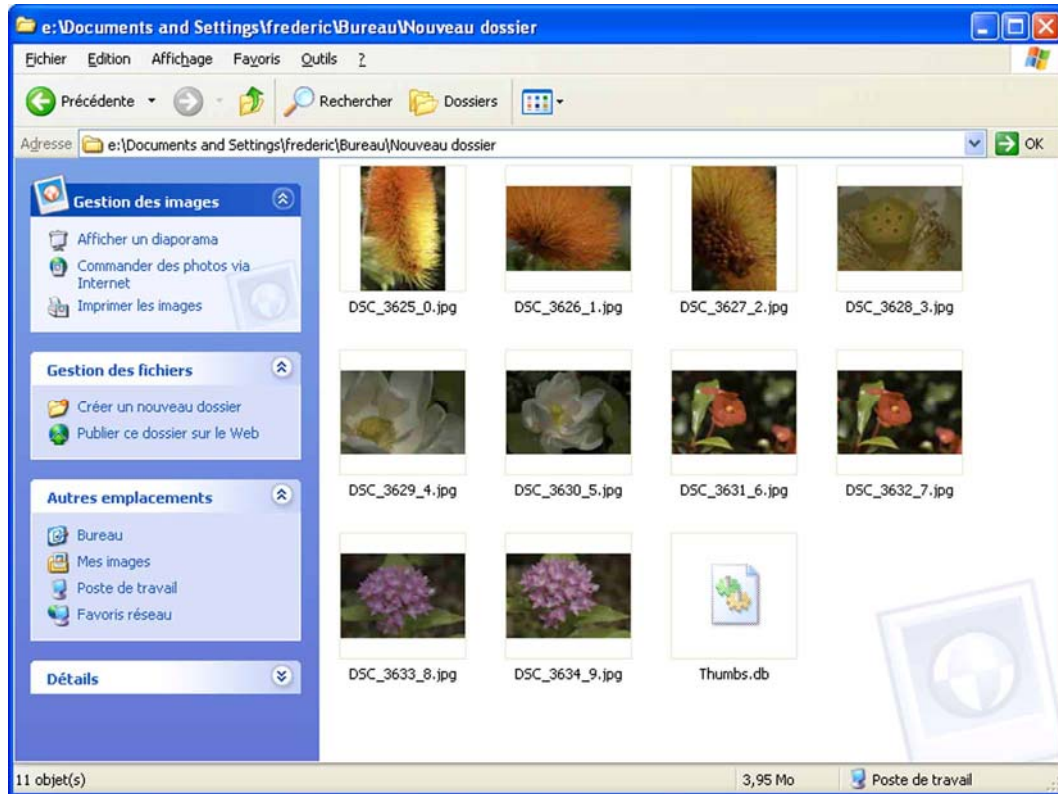 e:\Documents and Settings\frederic\Bureau\Nouveau dossier
Fichier Edition Affichage Favoris Outils ?
Précédente Rechercher Dossiers
Adresse e:\Documents and Settings\frederic\Bureau\Nouveau dossier OK
Gestion des images
Afficher un diaporama
Commander des photos via
Internet
Imprimer les images
Gestion des fichiers
Créer un nouveau dossier
Publier ce dossier sur le Web
Autres emplacements
Bureau
Mes images
Poste de travail
Favoris réseau
Détails
DSC_3625_0.jpg DSC_3626_1.jpg DSC_3627_2.jpg DSC_3628_3.jpg
DSC_3629_4.jpg DSC_3630_5.jpg DSC_3631_6.jpg DSC_3632_7.jpg
DSC_3633_8.jpg DSC_3634_9.jpg Thumbs.db
11 objet(s) 3,95 Mo Poste de travail